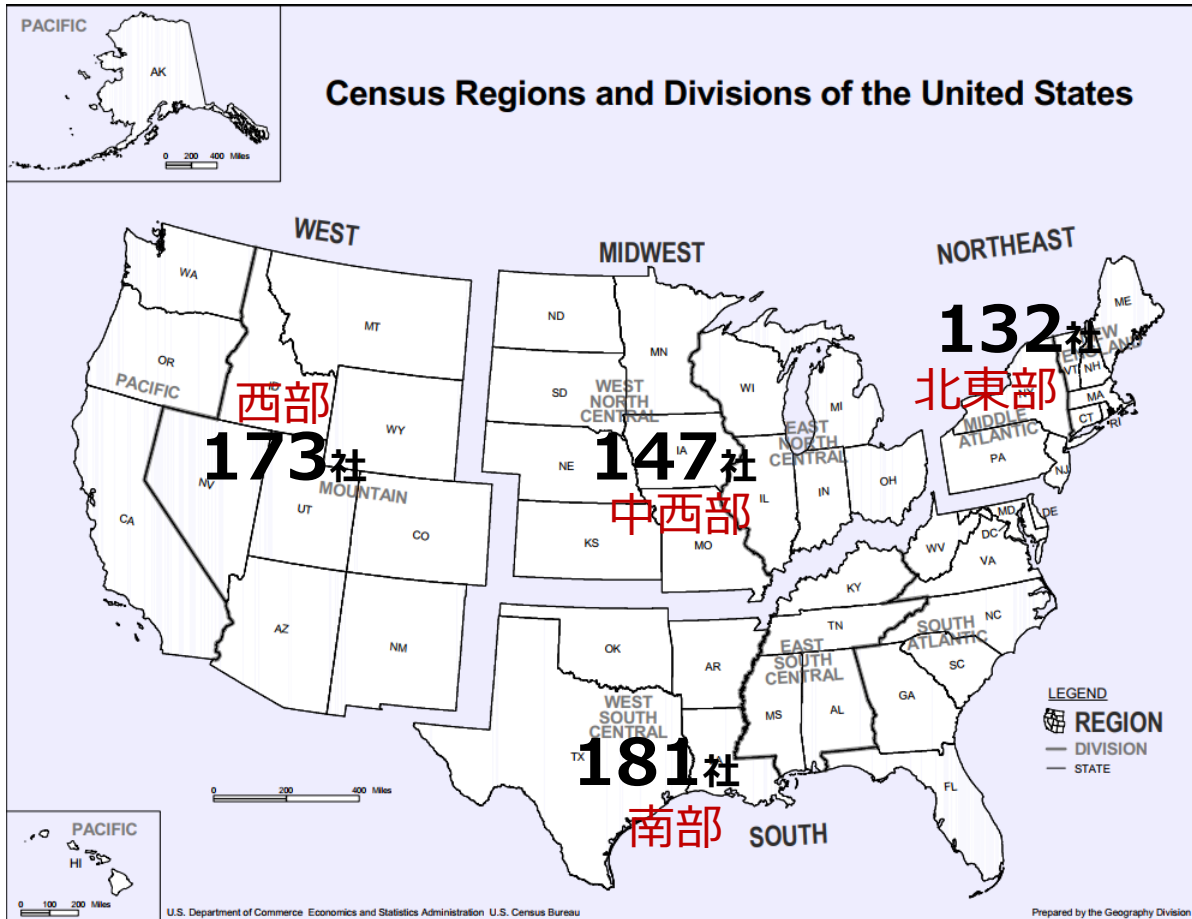 PACIFIC
AK
0 200 400 Miles
Census Regions and Divisions of the United States
WEST
MIDWEST
NORTHEAST
WA
MT
OR
ID
PACIFIC
WY
西部
173社
NV
MOUNTAIN
UT
CA
CO
AZ
NM
ND
MN
SD
WEST
NORTH
CENTRAL
WI
MI
NE
IA
147社
中西部
EAST
NORTH
CENTRAL
IL
IN
OH
KS
MO
ME
132社
NEW
ENGLAND
VT
NH
北東部
NY
MA
CT
RI
MIDDLE
ATLANTIC
PA
NJ
MD
DE
DC
WV
VA
KY
NC
TN
SOUTH
ATLANTIC
SC
OK
AR
EAST
SOUTH
CENTRAL
MS
AL
GA
WEST
SOUTH
CENTRAL
TX
181社
南部
FL
SOUTH
LEGEND
REGION
DIVISION
STATE
0 200 400 Miles
PACIFIC
HI
0 100 200 Miles
U.S. Department of Commerce Economics and Statistics Administration U.S. Census Bureau
Prepared by the Geography Division